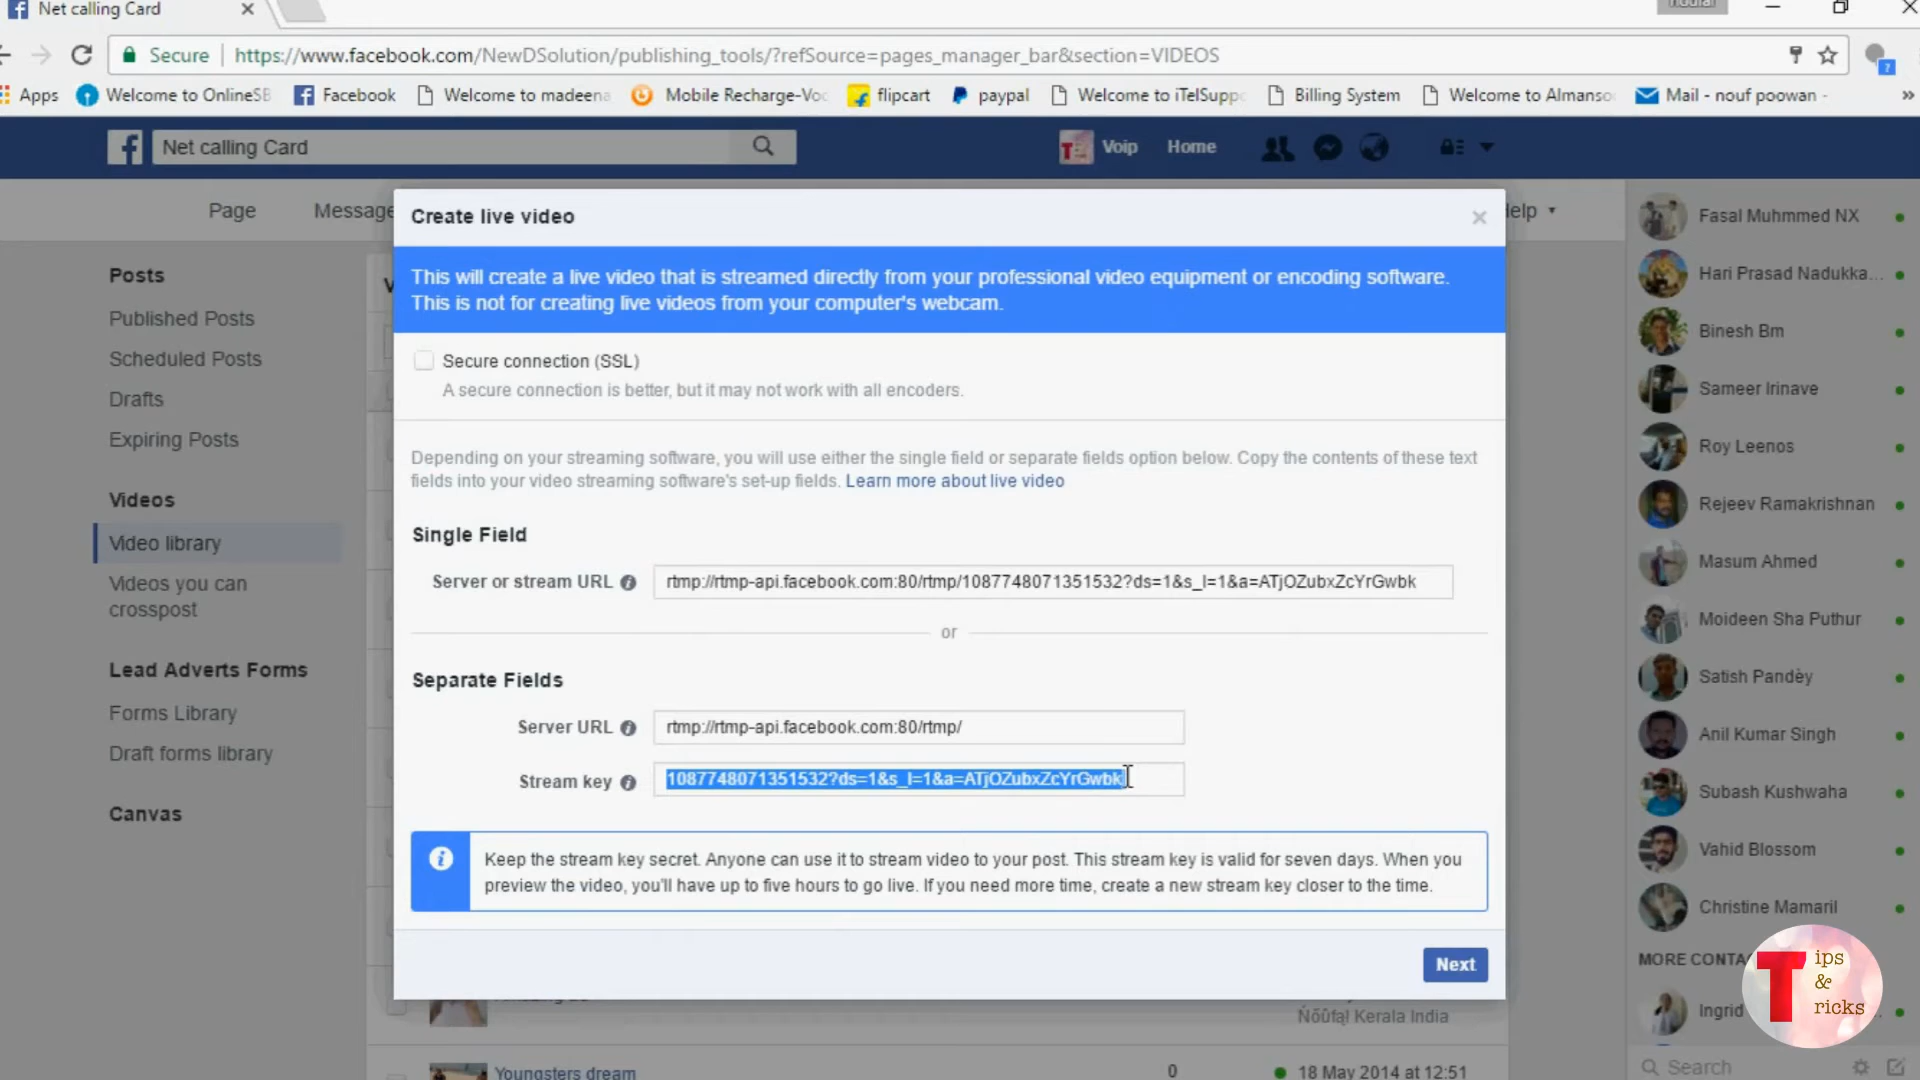 Net calling Card
Secure
https://www.facebook.com/NewDSolution/publishing_tools/?refSource=pages_manager_bar&section=VIDEOS
Apps
Welcome to OnlineSB
Facebook
Welcome to madeena
Mobile Recharge-Voc
flipcart
paypal
Welcome to iTelSuppo
Billing System
Welcome to Almanso
Mail - nouf poowan -
»
Net calling Card
Voip
Home
Page
Message
Help
Create live video
This will create a live video that is streamed directly from your professional video equipment or encoding software.
This is not for creating live videos from your computer's webcam.
Secure connection (SSL)
A secure connection is better, but it may not work with all encoders.
Depending on your streaming software, you will use either the single field or separate fields option below. Copy the contents of these text
fields into your video streaming software's set-up fields. Learn more about live video
Single Field
Server or stream URL
rtmp://rtmp-api.facebook.com:80/rtmp/1087748071351532?ds=1&s_l=1&a=ATjOZubxZcYrGwbk
or
Separate Fields
Server URL
rtmp://rtmp-api.facebook.com:80/rtmp/
Stream key
1087748071351532?ds=1&s_l=1&a=ATjOZubxZcYrGwbk
Keep the stream key secret. Anyone can use it to stream video to your post. This stream key is valid for seven days. When you
preview the video, you'll have up to five hours to go live. If you need more time, create a new stream key closer to the time.
Next
Posts
Published Posts
Scheduled Posts
Drafts
Expiring Posts
Videos
Video library
Videos you can
crosspost
Lead Adverts Forms
Forms Library
Draft forms library
Canvas
Ńőûfął Kerala India
Youngsters dream
0
18 May 2014 at 12:51
Fasal Muhmmed NX
Hari Prasad Nadukka...
Binesh Bm
Sameer Irinave
Roy Leenos
Rejeev Ramakrishnan
Masum Ahmed
Moideen Sha Puthur
Satish Pandèy
Anil Kumar Singh
Subash Kushwaha
Vahid Blossom
Christine Mamaril
MORE CONTA
Ingrid
Search
Tips
&
Tricks